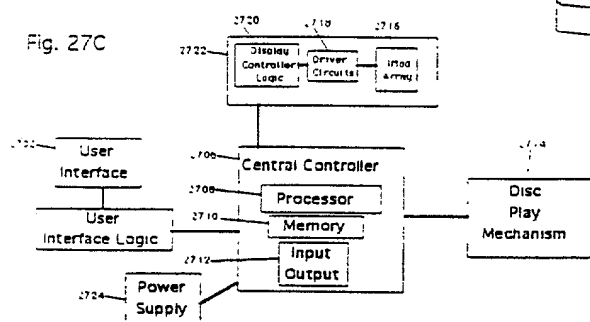 Fig. 27C
2720
2718
2716
2722
Display
Controller
Logic
Driver
Circuits
IMod
Array
2706
User
Interface
Central Controller
2708
Processor
2710
Memory
2712
Input
Output
User
Interface Logic
Disc
Play
Mechanism
2724
Power
Supply